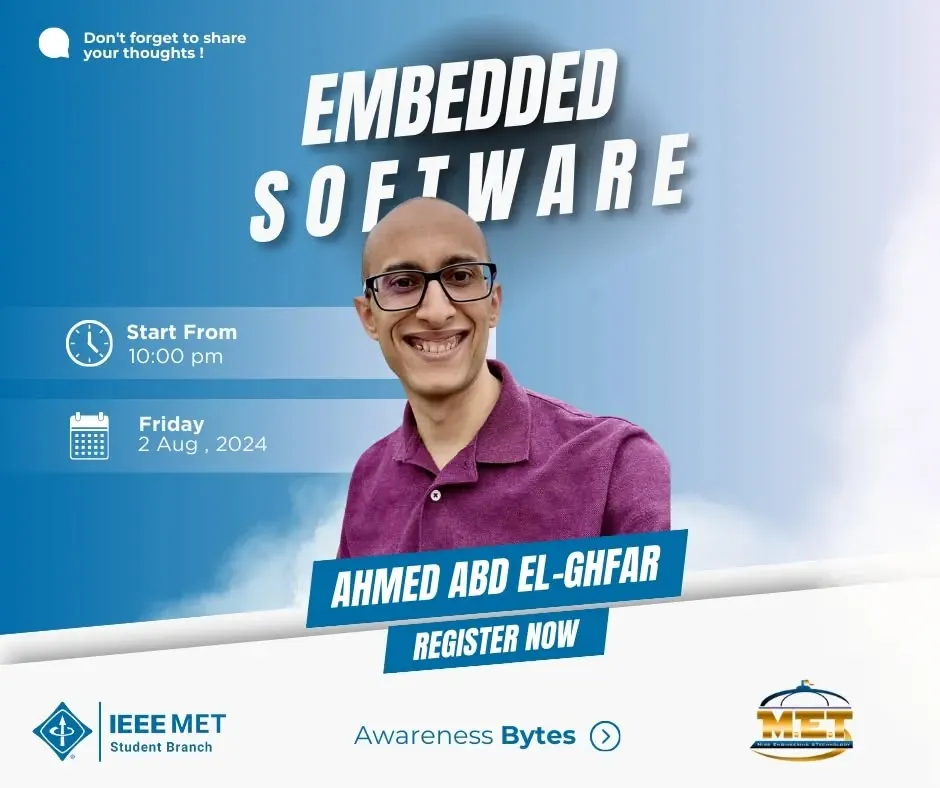 Don't forget to share
your thoughts !
EMBEDDED
SOFTWARE
Start From
10:00 pm
Friday
2 Aug , 2024
AHMED ABD EL-GHFAR
REGISTER NOW
IEEE MET
Student Branch
Awareness Bytes
M.E.T